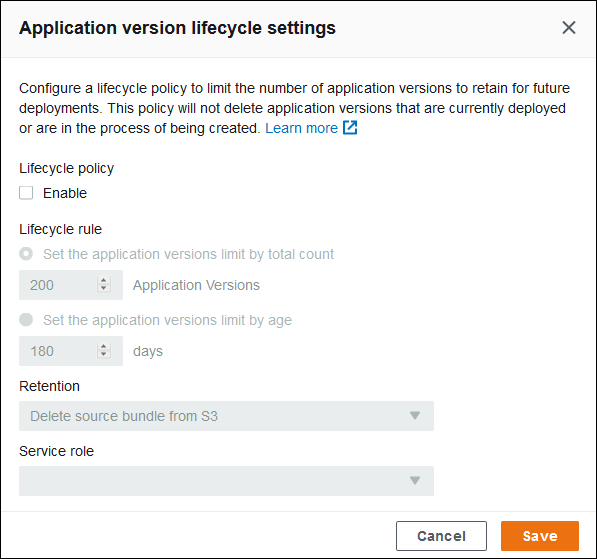 Application version lifecycle settings
Configure a lifecycle policy to limit the number of application versions to retain for future
deployments. This policy will not delete application versions that are currently deployed
or are in the process of being created. Learn more
Lifecycle policy
Enable
Lifecycle rule
Set the application versions limit by total count
200 Application Versions
Set the application versions limit by age
180 days
Retention
Delete source bundle from S3
Service role
Cancel Save